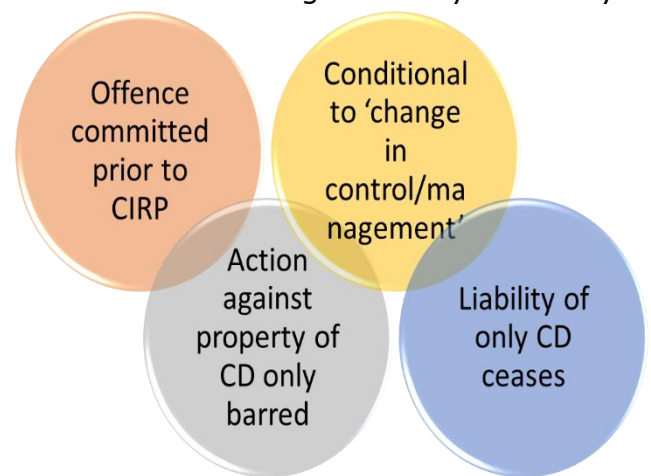 Offence
committed
prior to
CIRP
Conditional
to ‘change
in
control/ma
nagement’
Action
against
property of
CD only
barred
Liability of
only CD
ceases